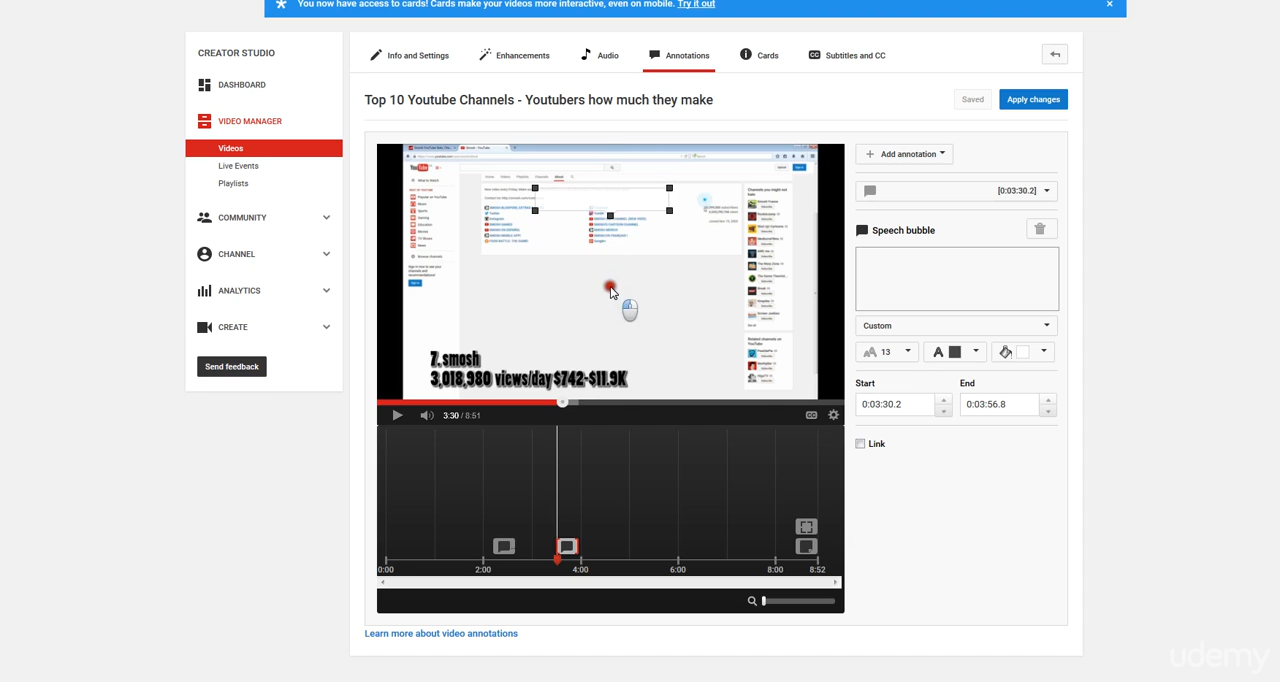 You now have access to cards! Cards make your videos more interactive, even on mobile. Try it out
CREATOR STUDIO
DASHBOARD
VIDEO MANAGER
Videos
Live Events
Playlists
COMMUNITY
CHANNEL
ANALYTICS
CREATE
Send feedback
Info and Settings
Enhancements
Audio
Annotations
Cards
CC Subtitles and CC
Top 10 Youtube Channels - Youtubers how much they make
Saved
Apply changes
7. smosh
3,018,980 views/day $742-$11.9K
3:30 / 8:51
CC
0:00
2:00
4:00
6:00
8:00
8:52
Learn more about video annotations
+ Add annotation
[0:03:30.2]
Speech bubble
Custom
AA 13
A
Start
End
0:03:30.2
0:03:56.8
Link
udemy